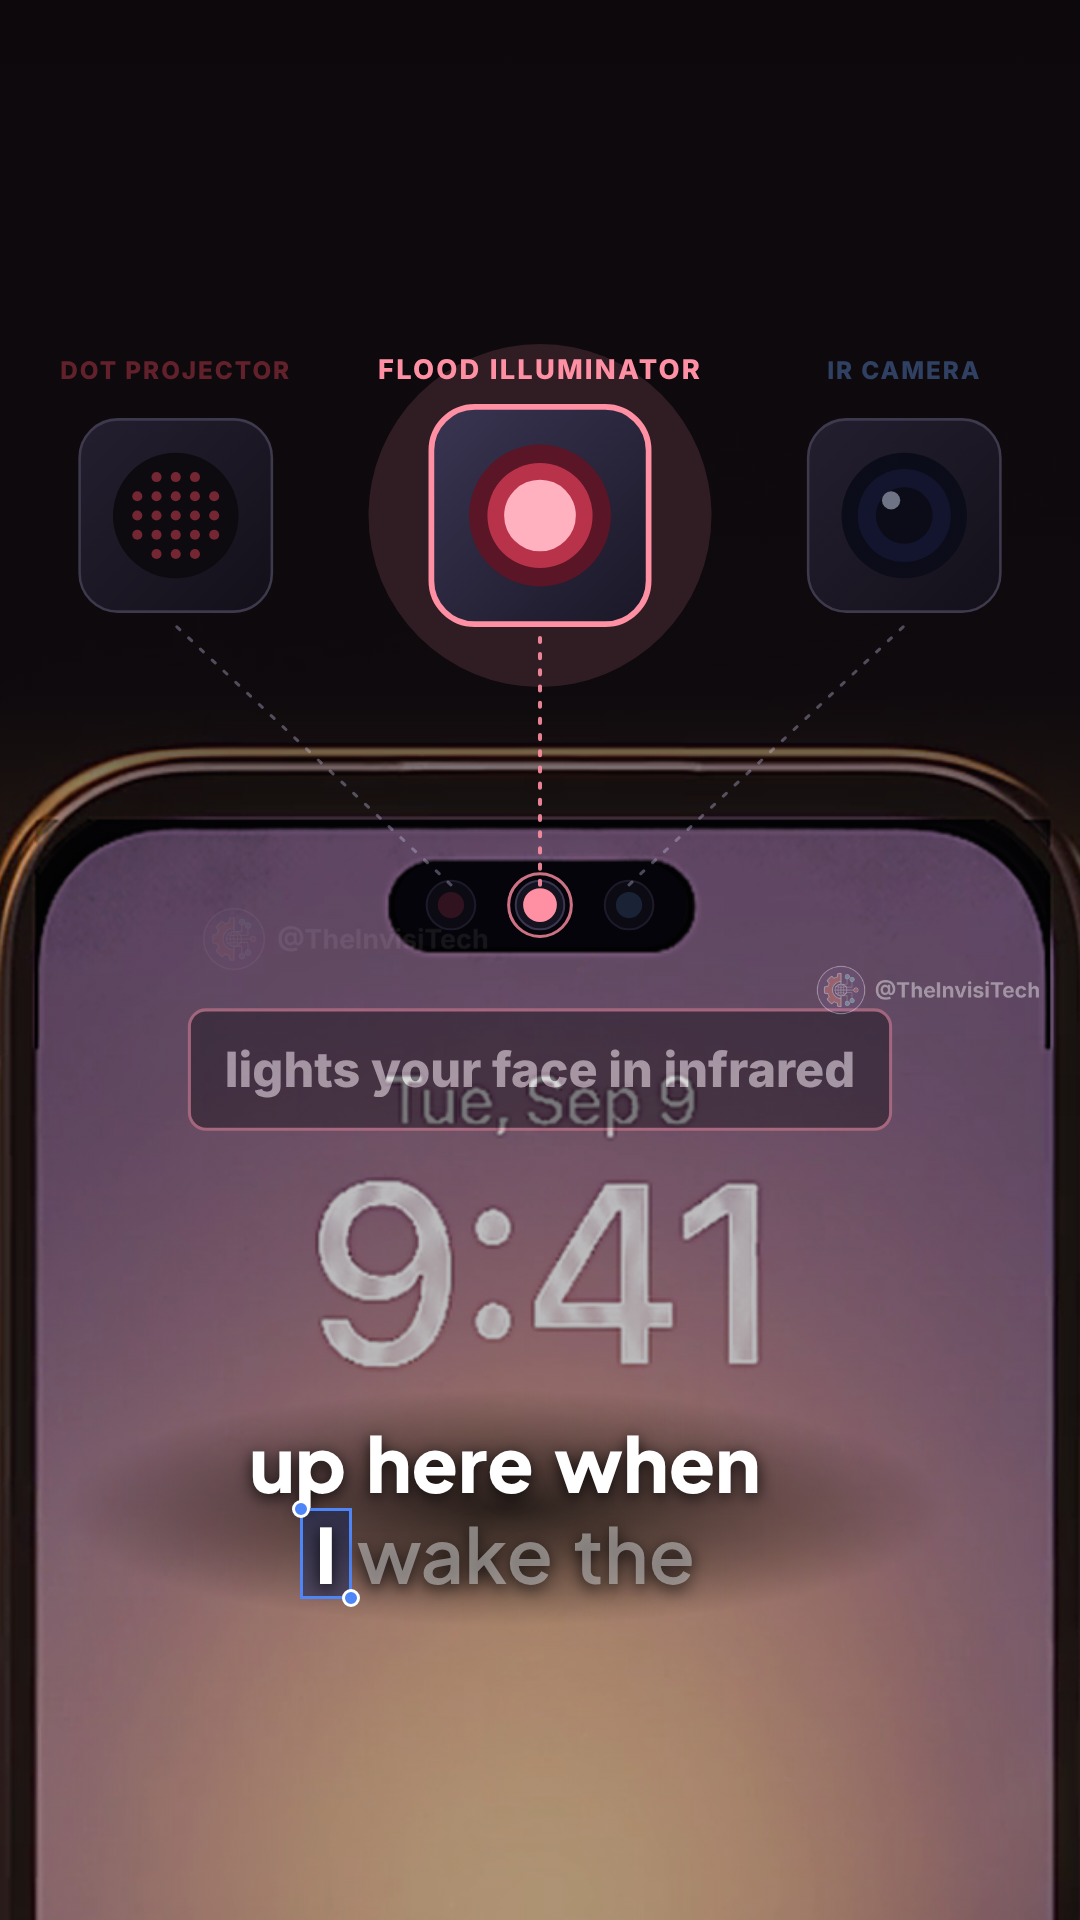 DOT PROJECTOR
FLOOD ILLUMINATOR
IR CAMERA
@TheInvisiTech
@TheInvisiTech
lights your face in infrared
Tue, Sep 9
9:41
up here when
I wake the